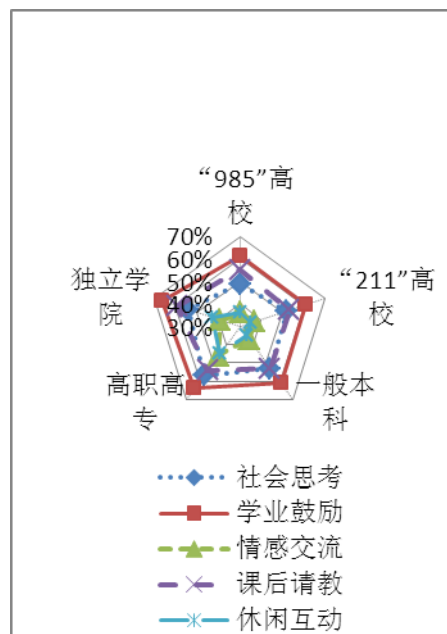 “985”高
校
70%
60%
50%
40%
30%
“211”高
校
一般本
科
高职高
专
独立学
院
社会思考
学业鼓励
情感交流
课后请教
休闲互动